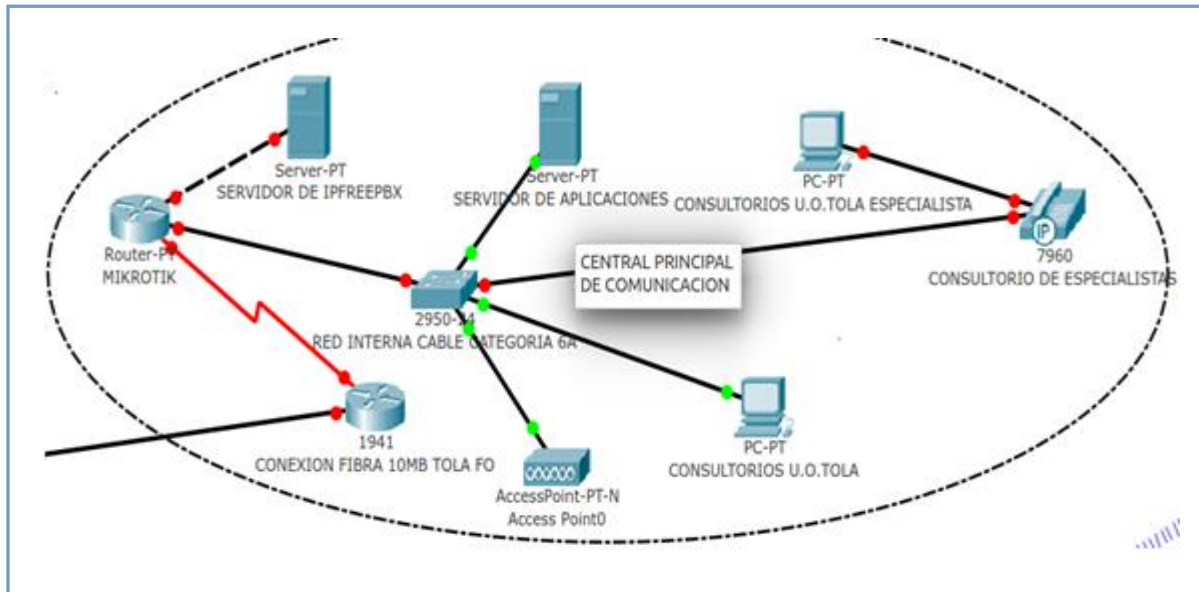 Server-PT
SERVIDOR DE IPFREEPBX
Server-PT
SERVIDOR DE APLICACIONES
PC-PT
CONSULTORIOS U.O.TOLA ESPECIALISTA
IP
7960
CONSULTORIO DE ESPECIALISTAS
Router-PT
MIKROTIK
CENTRAL PRINCIPAL
DE COMUNICACION
2950-24
RED INTERNA CABLE CATEGORIA 6A
1941
CONEXION FIBRA 10MB TOLA FO
PC-PT
CONSULTORIOS U.O.TOLA
AccessPoint-PT-N
Access Point0